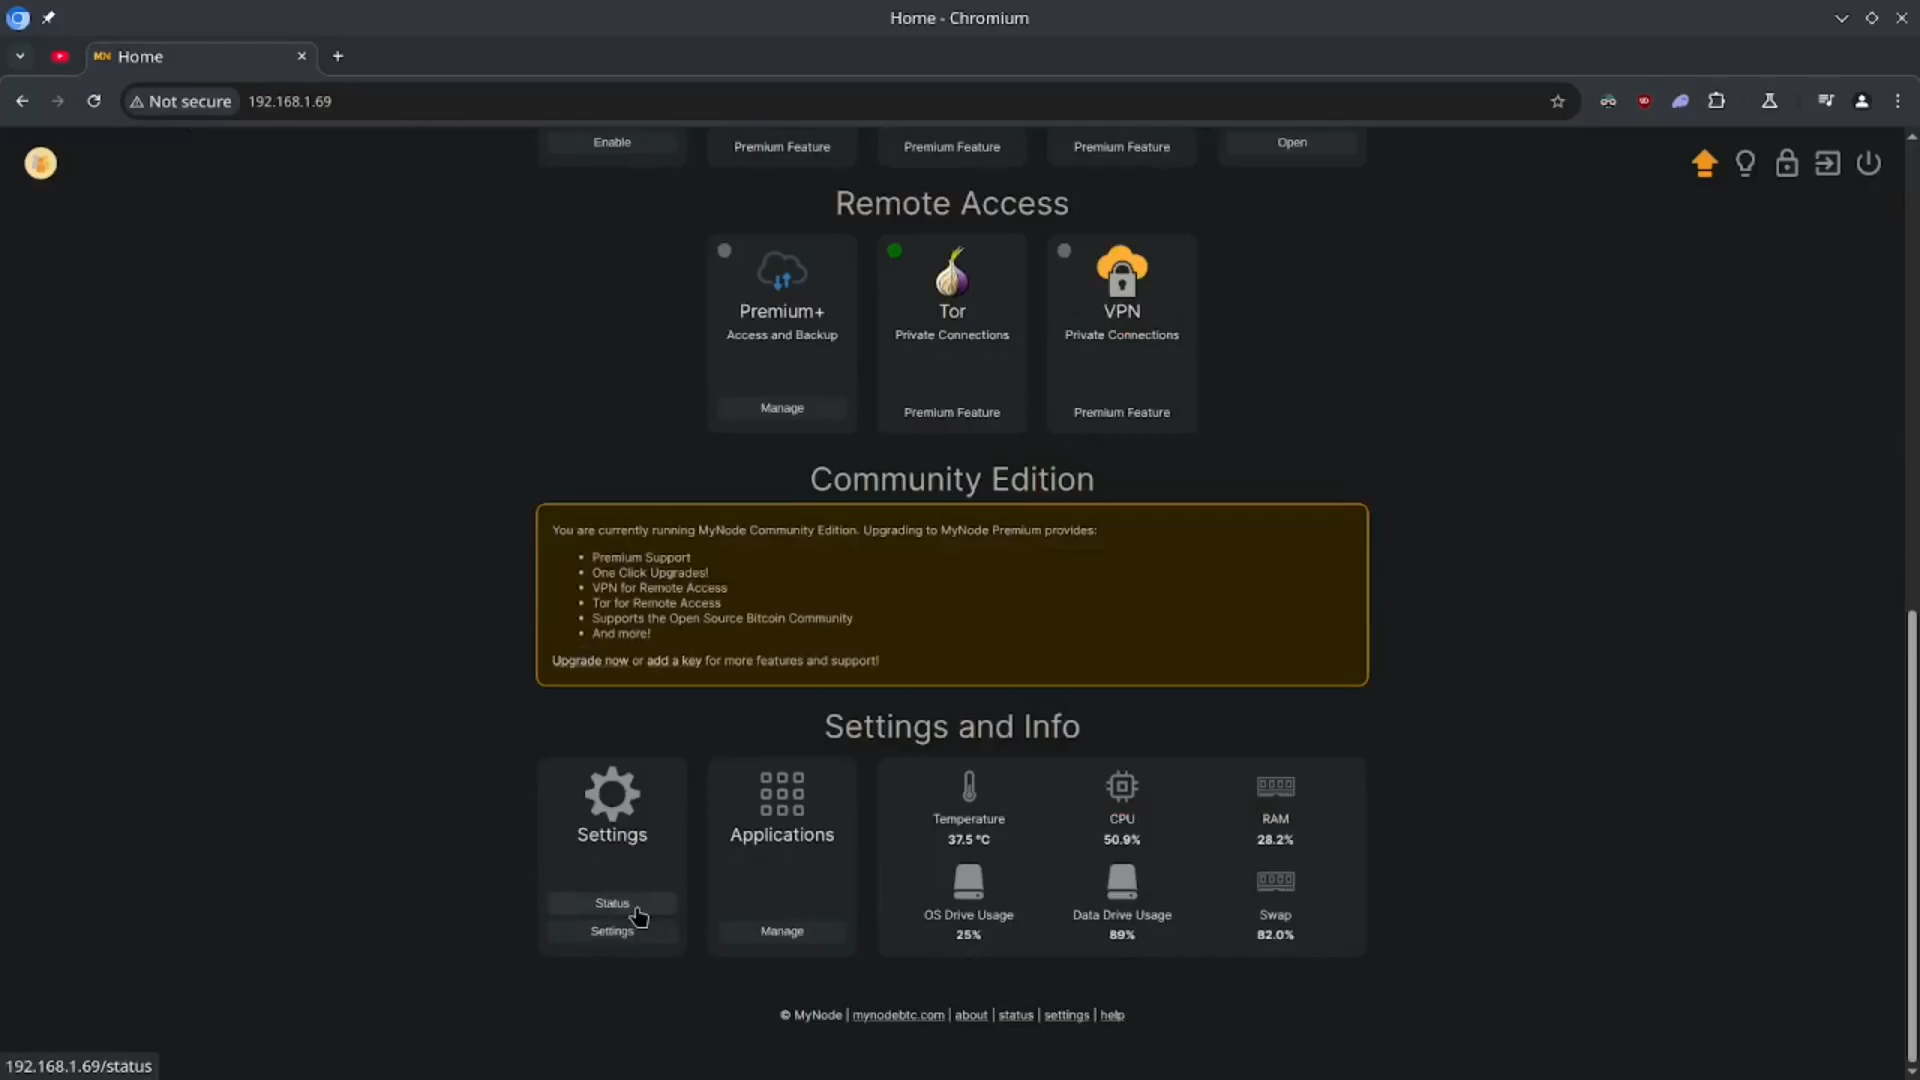 Home - Chromium
MN Home
Not secure 192.168.1.69
Enable
Premium Feature
Premium Feature
Premium Feature
Open
Remote Access
Premium+
Access and Backup
Manage
Tor
Private Connections
Premium Feature
VPN
Private Connections
Premium Feature
Community Edition
You are currently running MyNode Community Edition. Upgrading to MyNode Premium provides:
• Premium Support
• One Click Upgrades!
• VPN for Remote Access
• Tor for Remote Access
• Supports the Open Source Bitcoin Community
• And more!
Upgrade now or add a key for more features and support!
Settings and Info
Settings
Status
Settings
Applications
Manage
Temperature
37.5 °C
CPU
50.9%
RAM
28.2%
OS Drive Usage
25%
Data Drive Usage
89%
Swap
82.0%
© MyNode | mynodebtc.com | about | status | settings | help
192.168.1.69/status